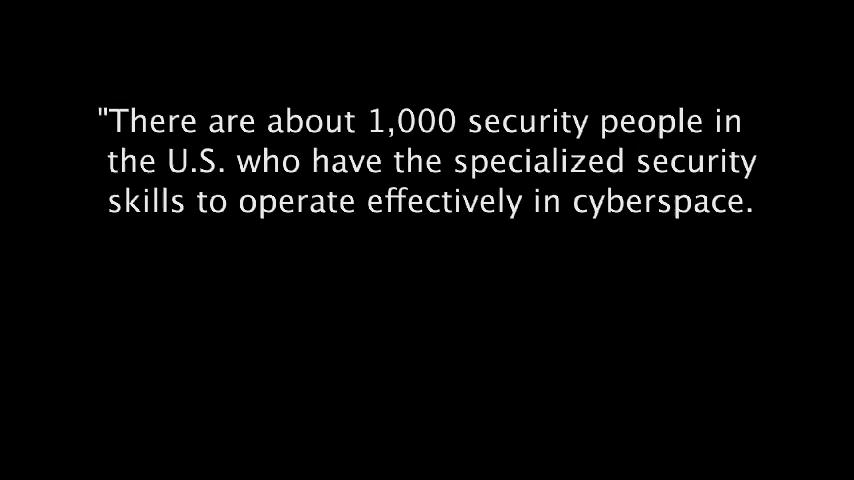 "There are about 1,000 security people in
the U.S. who have the specialized security
skills to operate effectively in cyberspace.